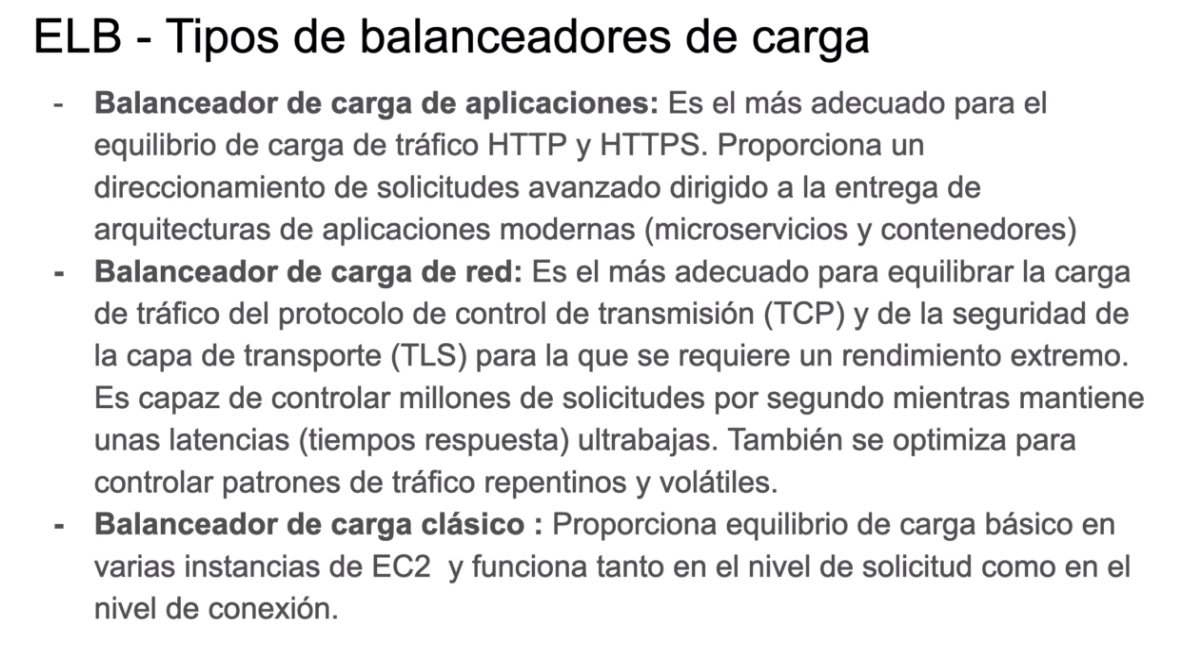 ELB - Tipos de balanceadores de carga
- Balanceador de carga de aplicaciones: Es el más adecuado para el
equilibrio de carga de tráfico HTTP y HTTPS. Proporciona un
direccionamiento de solicitudes avanzado dirigido a la entrega de
arquitecturas de aplicaciones modernas (microservicios y contenedores)
- Balanceador de carga de red: Es el más adecuado para equilibrar la carga
de tráfico del protocolo de control de transmisión (TCP) y de la seguridad de
la capa de transporte (TLS) para la que se requiere un rendimiento extremo.
Es capaz de controlar millones de solicitudes por segundo mientras mantiene
unas latencias (tiempos respuesta) ultrabajas. También se optimiza para
controlar patrones de tráfico repentinos y volátiles.
- Balanceador de carga clásico : Proporciona equilibrio de carga básico en
varias instancias de EC2  y funciona tanto en el nivel de solicitud como en el
nivel de conexión.